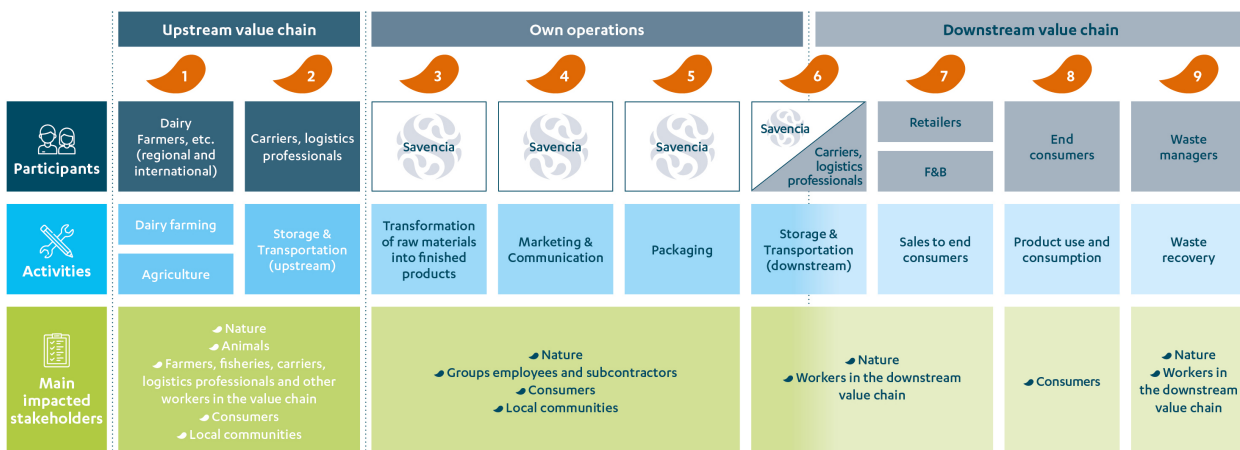 Upstream value chain
Own operations
Downstream value chain
1
2
3
4
5
6
7
8
9
Participants
Dairy
Farmers, etc.
(regional and
international)
Carriers, logistics
professionals
Savencia
Savencia
Savencia
Savencia
Carriers,
logistics
professionals
Retailers
F&B
End
consumers
Waste
managers
Activities
Dairy farming
Agriculture
Storage &
Transportation
(upstream)
Transformation
of raw materials
into finished
products
Marketing &
Communication
Packaging
Storage &
Transportation
(downstream)
Sales to end
consumers
Product use and
consumption
Waste
recovery
Main
impacted
stakeholders
Nature
Animals
Farmers, fisheries, carriers,
logistics professionals and other
workers in the value chain
Consumers
Local communities
Nature
Groups employees and subcontractors
Consumers
Local communities
Nature
Workers in the downstream
value chain
Consumers
Nature
Workers in
the downstream
value chain